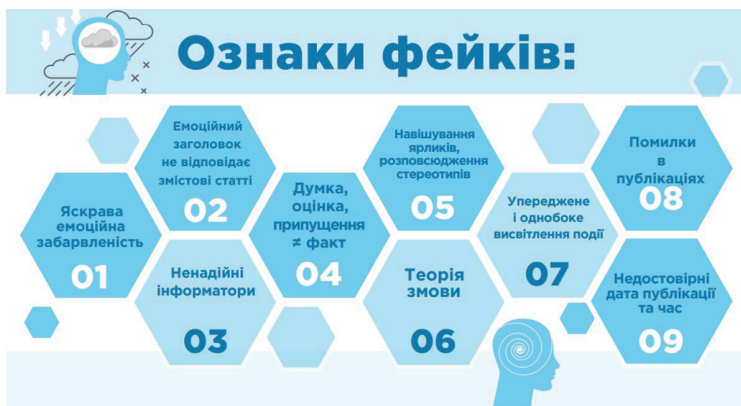 Ознаки фейків:
Яскрава
емоційна
забарвленість
01
Емоційний
заголовок
не відповідає
змістові статті
02
Ненадійні
інформатори
03
Думка,
оцінка,
припущення
≠ факт
04
Навішування
ярликів,
розповсюдження
стереотипів
05
Теорія
змови
06
Упереджене
і однобоке
висвітлення події
07
Помилки
в
публікаціях
08
Недостовірні
дата публікації
та час
09